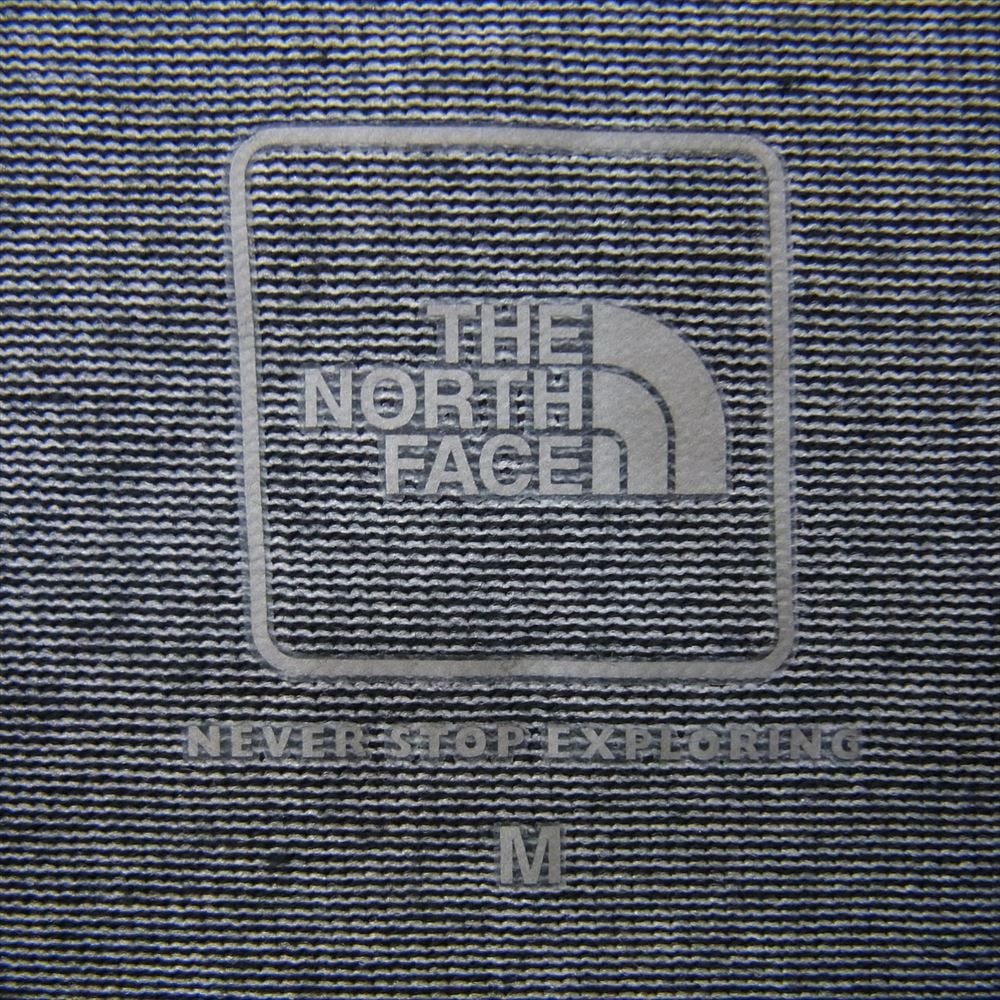 THE
NORTH
FACE
NEVER STOP EXPLORING
M